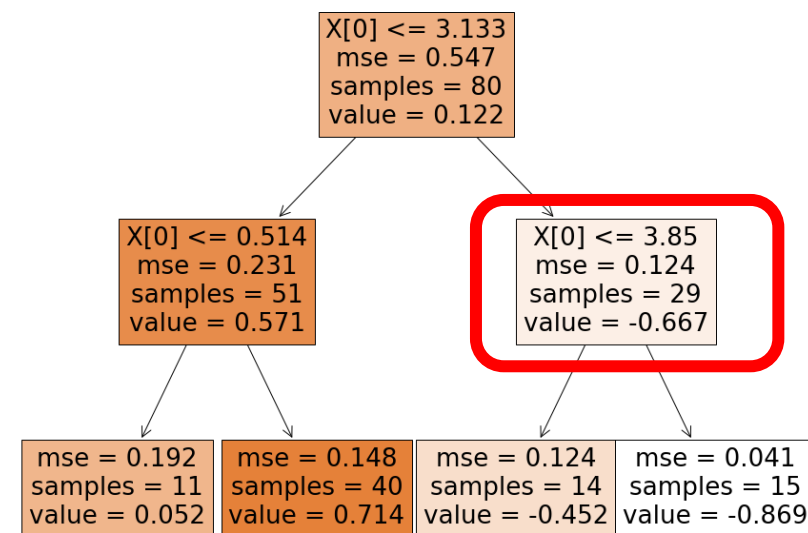 X[0] <= 3.133
mse = 0.547
samples = 80
value = 0.122
X[0] <= 0.514
mse = 0.231
samples = 51
value = 0.571
X[0] <= 3.85
mse = 0.124
samples = 29
value = -0.667
mse = 0.192
samples = 11
value = 0.052
mse = 0.148
samples = 40
value = 0.714
mse = 0.124
samples = 14
value = -0.452
mse = 0.041
samples = 15
value = -0.869